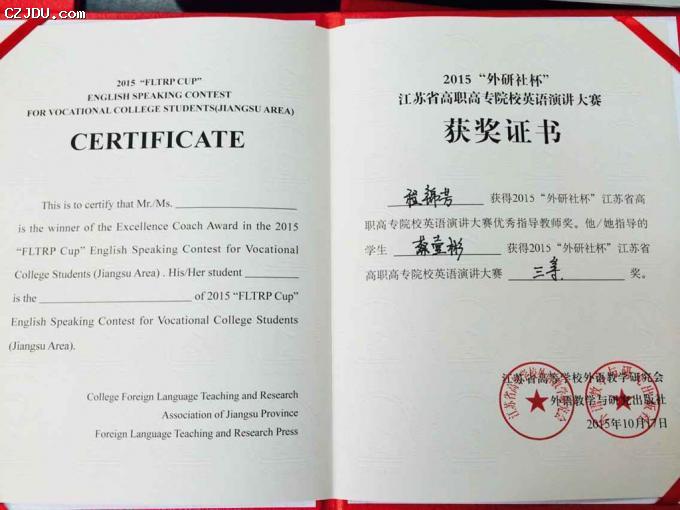 CZJDU.COM
2015 “FLTRP CUP”
ENGLISH SPEAKING CONTEST
FOR VOCATIONAL COLLEGE STUDENTS(JIANGSU AREA)
CERTIFICATE
This is to certify that Mr./Ms.
is the winner of the Excellence Coach Award in the 2015
“FLTRP Cup” English Speaking Contest for Vocational
College Students (Jiangsu Area) . His/Her student
is the of 2015 “FLTRP Cup”
English Speaking Contest for Vocational College Students
(Jiangsu Area).
College Foreign Language Teaching and Research
Association of Jiangsu Province
Foreign Language Teaching and Research Press
2015 “外研社杯”
江苏省高职高专院校英语演讲大赛
获奖证书
获得2015“外研社杯”江苏省高
职高专院校英语演讲大赛优秀指导教师奖。他/她指导的
学生 获得2015“外研社杯”江苏省
高职高专院校英语演讲大赛 三等 奖。
江苏省高等学校外语教学研究会
外语教学与研究出版社
2015年10月17日